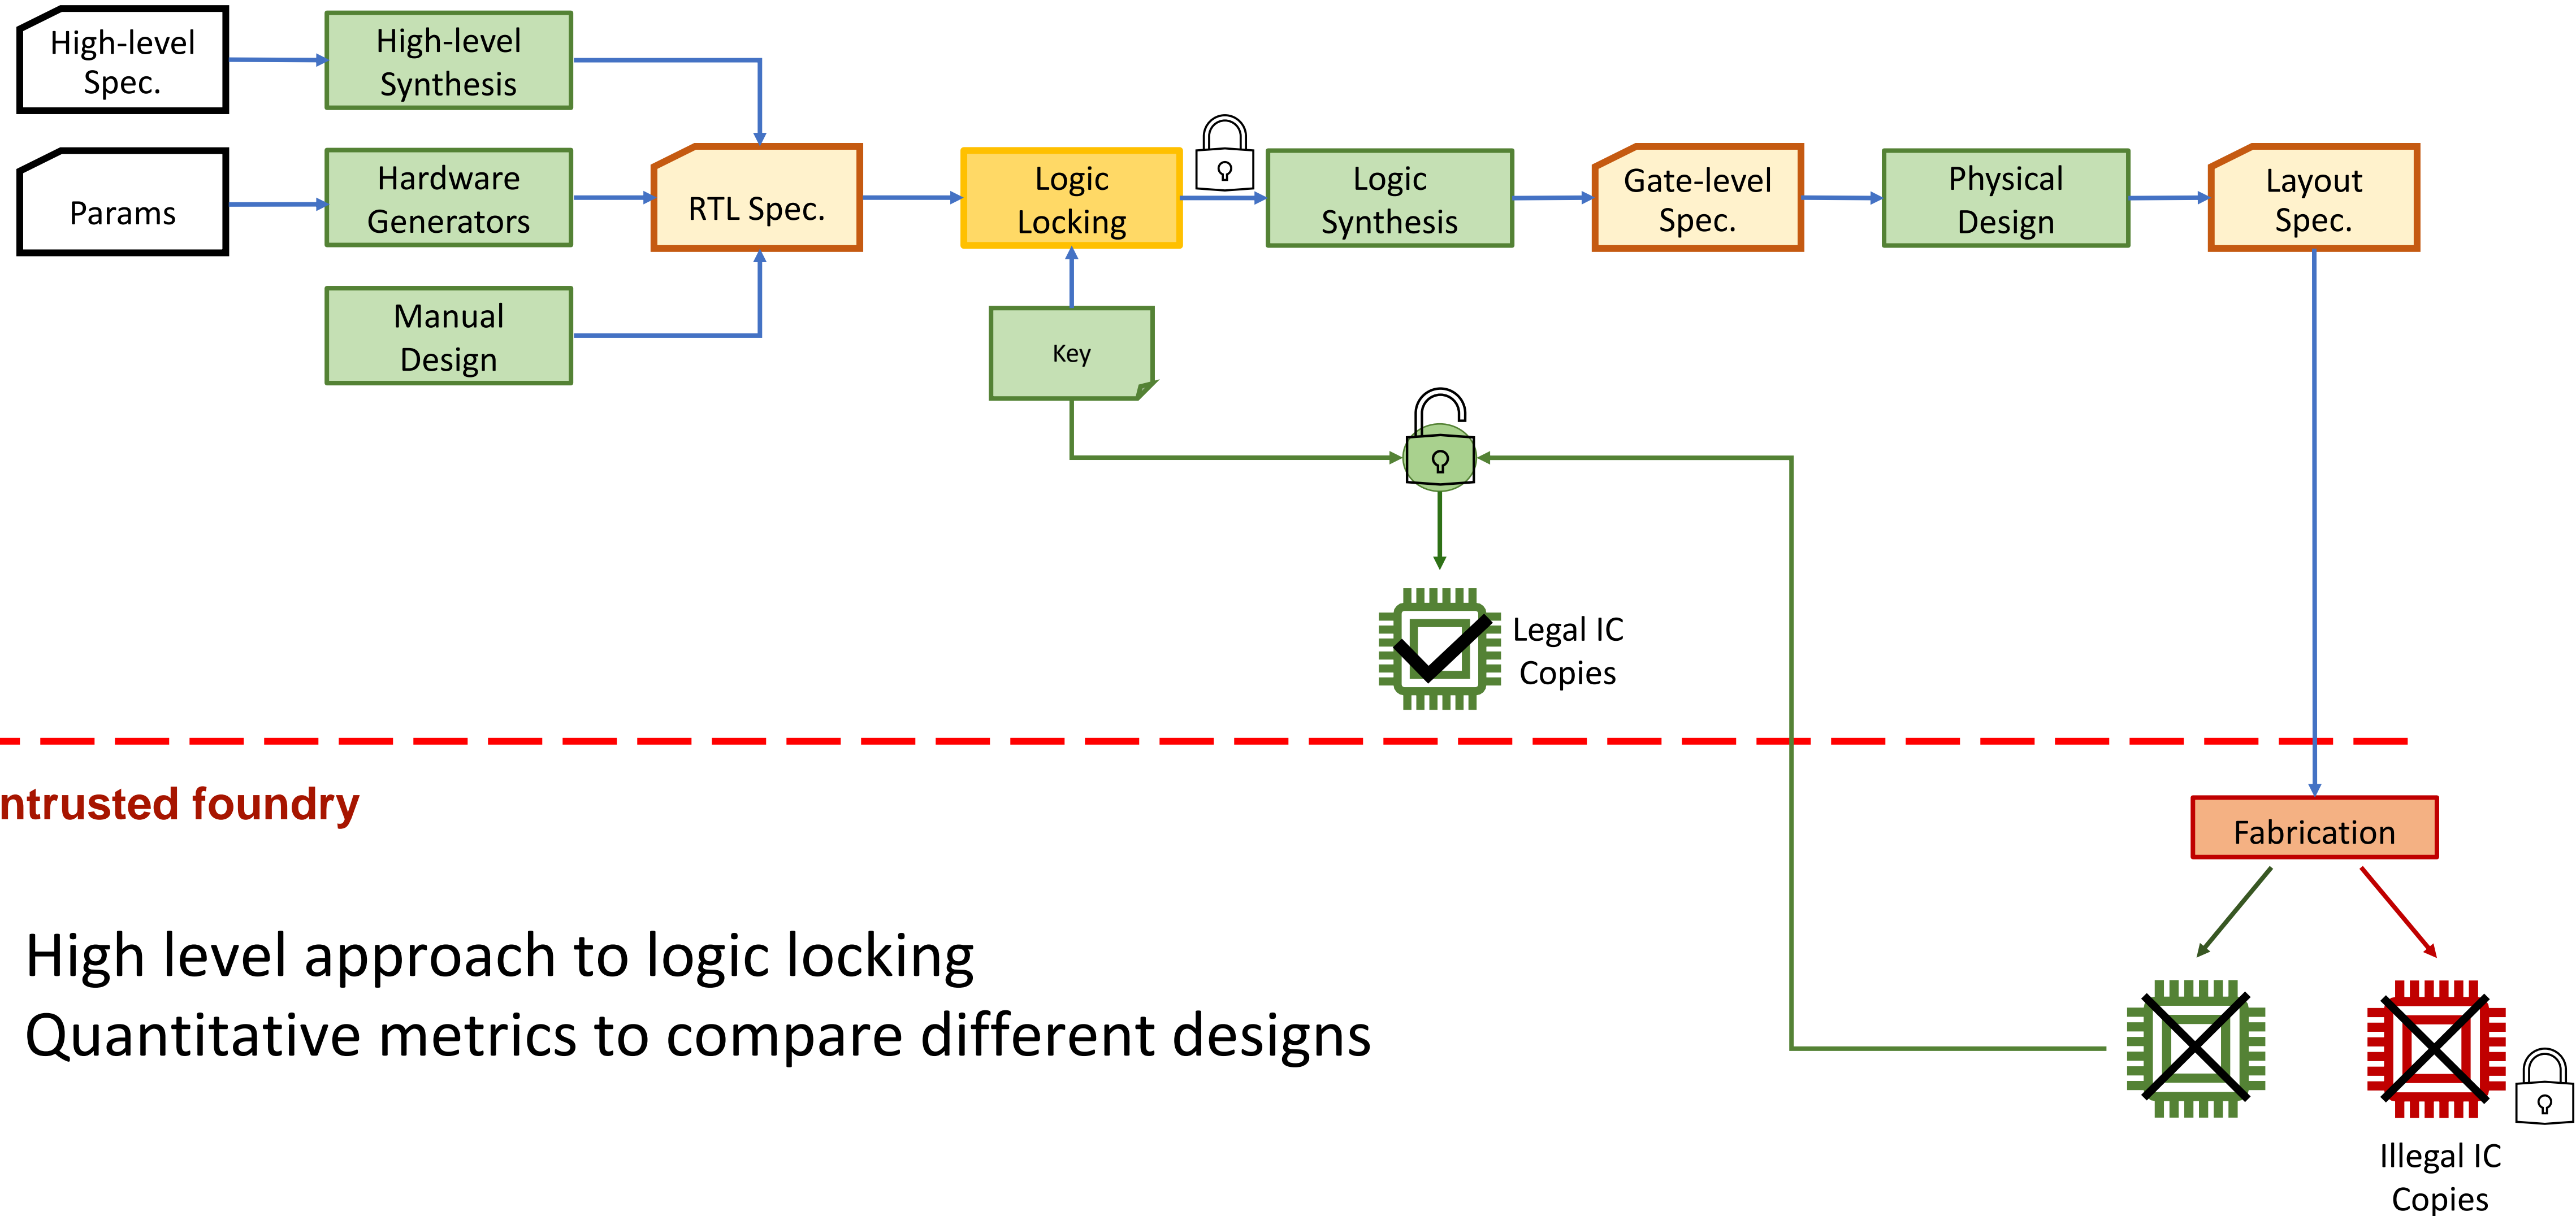 High-level
Spec.
High-level
Synthesis
Params
Hardware
Generators
RTL Spec.
Logic
Locking
Logic
Synthesis
Gate-level
Spec.
Physical
Design
Layout
Spec.
Manual
Design
Key
Legal IC
Copies
ntrusted foundry
Fabrication
High level approach to logic locking
Quantitative metrics to compare different designs
Illegal IC
Copies